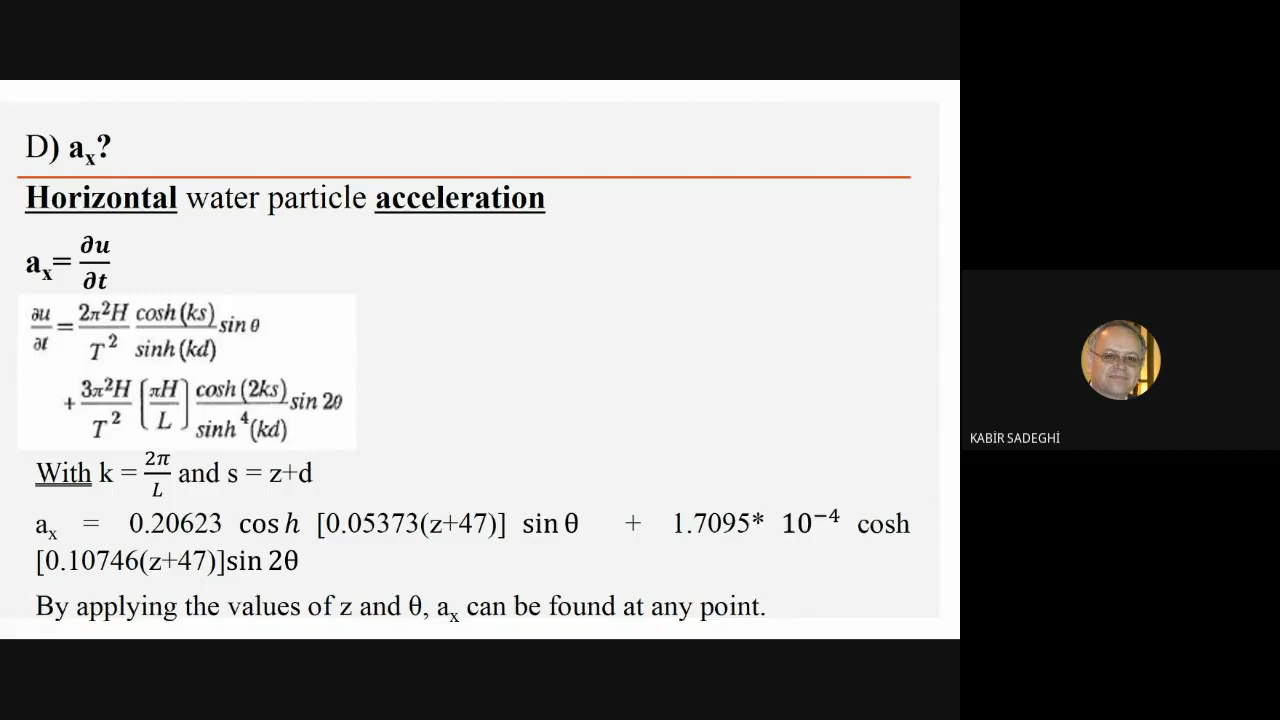 D) aₓ?
Horizontal water particle acceleration
aₓ= ∂u/∂t
∂u/∂t = 2π²H/T² cosh(ks)/sinh(kd) sin θ
+ 3π²H/T² [πH/L] cosh(2ks)/sinh⁴(kd) sin 2θ
With k = 2π/L and s = z+d
aₓ = 0.20623 cosh [0.05373(z+47)] sin θ + 1.7095* 10⁻⁴ cosh
[0.10746(z+47)]sin 2θ
By applying the values of z and θ, aₓ can be found at any point.
KABİR SADEGHİ